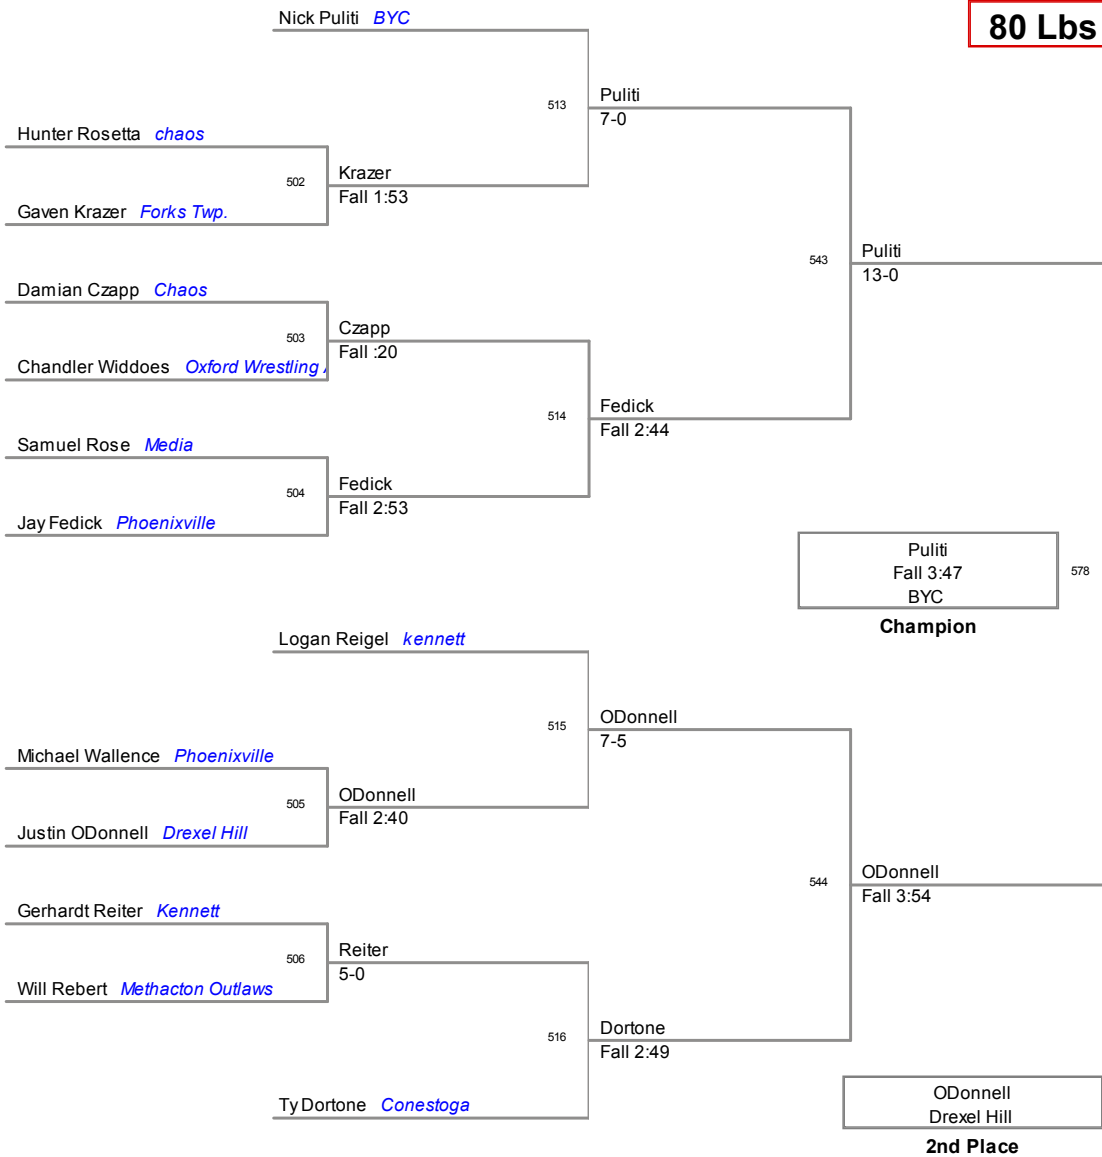 Nick Puliti BYC
80 Lbs
513
Puliti
7-0
Hunter Rosetta chaos
502
Krazer
Fall 1:53
Gaven Krazer Forks Twp.
543
Puliti
13-0
Damian Czapp Chaos
503
Czapp
Fall :20
Chandler Widdoes Oxford Wrestling
514
Fedick
Fall 2:44
Samuel Rose Media
504
Fedick
Fall 2:53
Jay Fedick Phoenixville
Puliti
Fall 3:47
BYC
578
Champion
Logan Reigel kennett
515
ODonnell
7-5
Michael Wallence Phoenixville
505
ODonnell
Fall 2:40
Justin ODonnell Drexel Hill
544
ODonnell
Fall 3:54
Gerhardt Reiter Kennett
506
Reiter
5-0
Will Rebert Methacton Outlaws
516
Dortone
Fall 2:49
Ty Dortone Conestoga
ODonnell
Drexel Hill
2nd Place